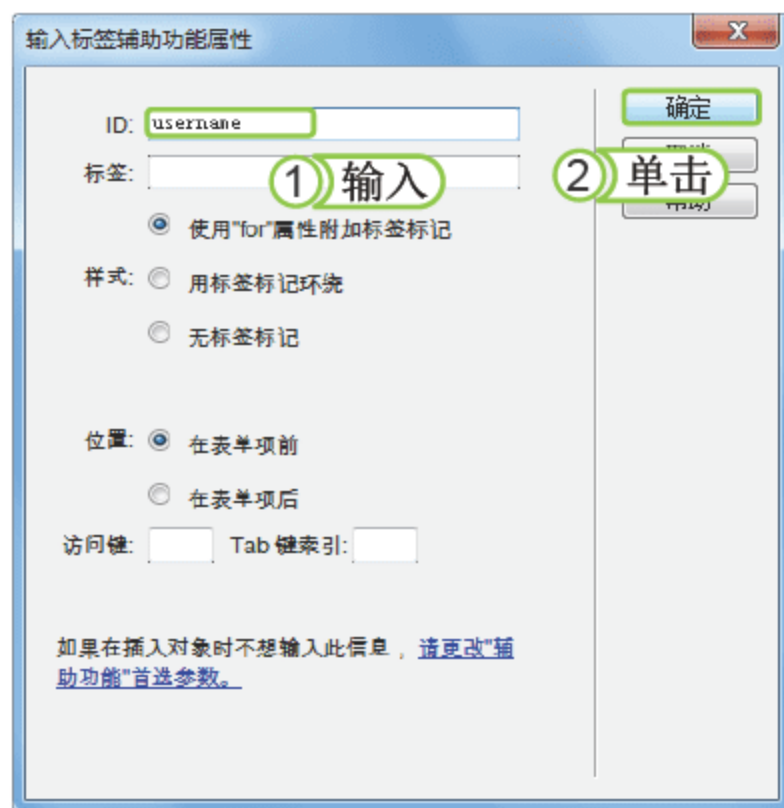 输入标签辅助功能属性
X
ID: username
确定
标签:
① 输入
② 单击
使用"for"属性附加标签标记
样式: 用标签标记环绕
无标签标记
位置: 在表单项前
在表单项后
访问键: Tab 键索引:
如果在插入对象时不想输入此信息，请更改"辅
助功能"首选参数。